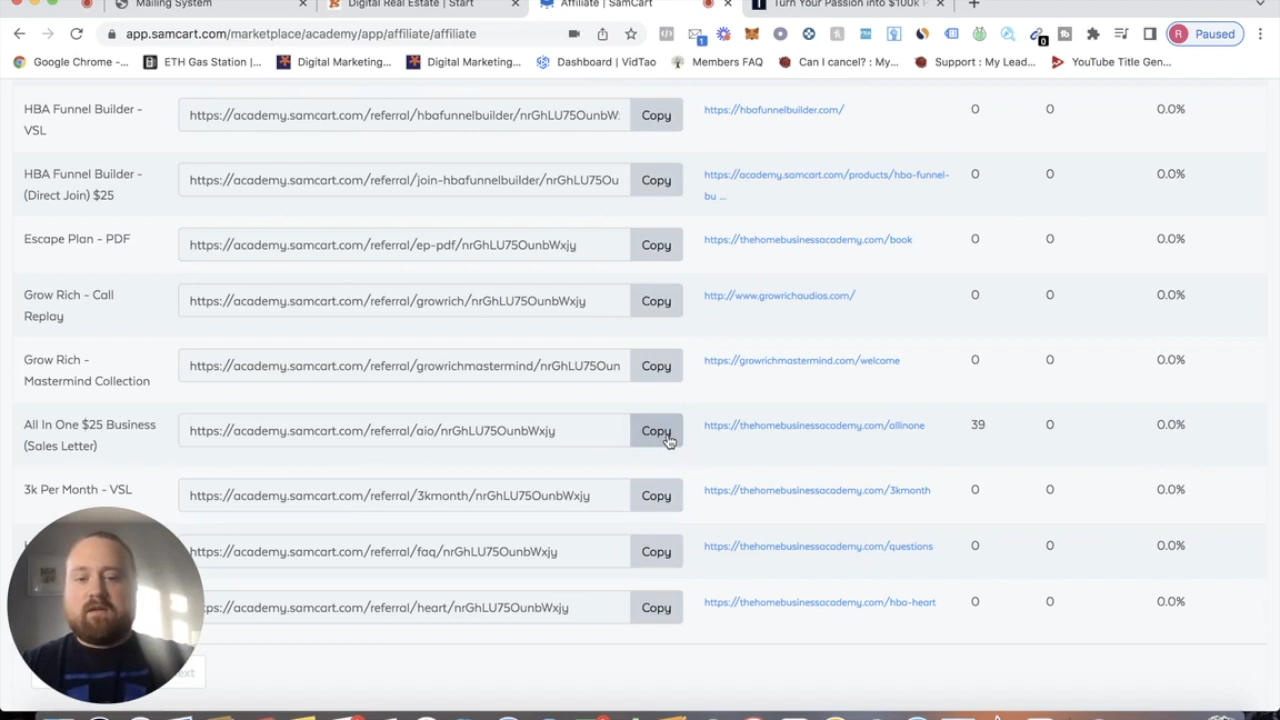 Mailing System
Digital Real Estate | Start
Affiliate | SamCart
Turn Your Passion into $100k
app.samcart.com/marketplace/academy/app/affiliate/affiliate
1
0
R
Paused
Google Chrome -...
ETH Gas Station |...
Digital Marketing...
Digital Marketing...
Dashboard | VidTao
Members FAQ
Can I cancel? : My...
Support : My Lead...
YouTube Title Gen...
HBA Funnel Builder -
VSL
https://academy.samcart.com/referral/hbafunnelbuilder/nrGhLU75OunbW
Copy
https://hbafunnelbuilder.com/
0
0
0.0%
HBA Funnel Builder -
(Direct Join) $25
https://academy.samcart.com/referral/join-hbafunnelbuilder/nrGhLU75Ou
Copy
https://academy.samcart.com/products/hba-funnel-
bu ...
0
0
0.0%
Escape Plan - PDF
https://academy.samcart.com/referral/ep-pdf/nrGhLU75OunbWxjy
Copy
https://thehomebusinessacademy.com/book
0
0
0.0%
Grow Rich - Call
Replay
https://academy.samcart.com/referral/growrich/nrGhLU75OunbWxjy
Copy
http://www.growrichaudios.com/
0
0
0.0%
Grow Rich -
Mastermind Collection
https://academy.samcart.com/referral/growrichmastermind/nrGhLU75Oun
Copy
https://growrichmastermind.com/welcome
0
0
0.0%
All In One $25 Business
(Sales Letter)
https://academy.samcart.com/referral/aio/nrGhLU75OunbWxjy
Copy
https://thehomebusinessacademy.com/allinone
39
0
0.0%
3k Per Month - VSL
https://academy.samcart.com/referral/3kmonth/nrGhLU75OunbWxjy
Copy
https://thehomebusinessacademy.com/3kmonth
0
0
0.0%
https://academy.samcart.com/referral/faq/nrGhLU75OunbWxjy
Copy
https://thehomebusinessacademy.com/questions
0
0
0.0%
://academy.samcart.com/referral/heart/nrGhLU75OunbWxjy
Copy
https://thehomebusinessacademy.com/hba-heart
0
0
0.0%